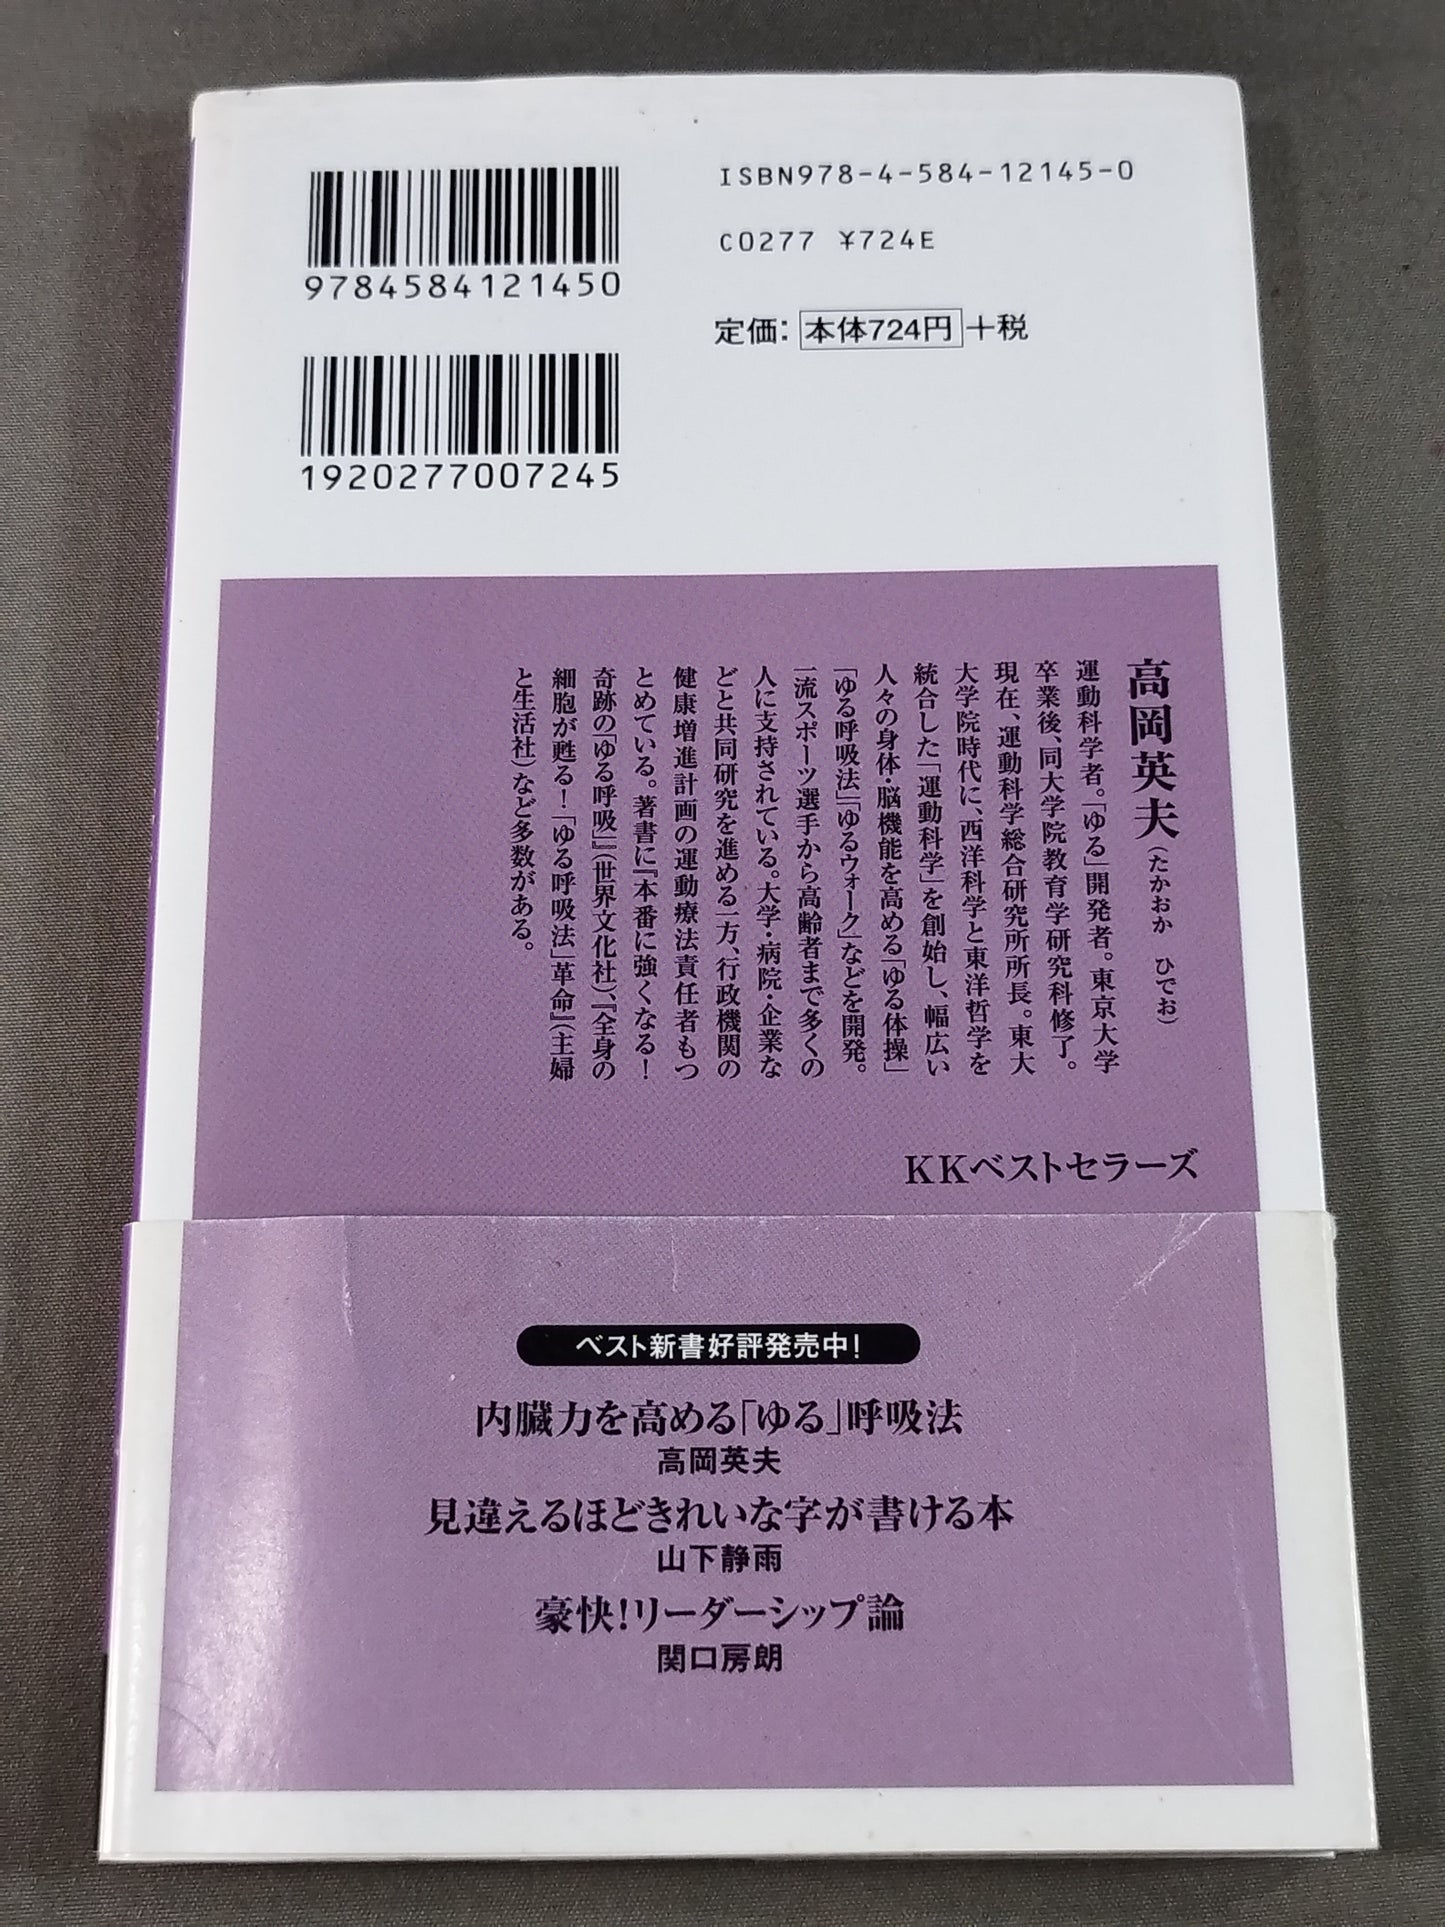 ISBN978-4-584-12145-0
C0277 ¥724E
定価：本体724円＋税
9784584121450
1920277007245
高岡英夫（たかおか ひでお）
運動科学者。「ゆる」開発者。東京大学
卒業後、同大学院教育学研究科修了。
現在、運動科学総合研究所所長。東大
大学院時代に、西洋科学と東洋哲学を
統合した「運動科学」を創始し、幅広い
人々の身体・脳機能を高める「ゆる体操」
「ゆる呼吸法」「ゆるウォーク」などを開発。
一流スポーツ選手から高齢者まで多くの
人に支持されている。大学・病院・企業な
どと共同研究を進める一方、行政機関の
健康増進計画の運動療法責任者もつ
とめている。著書に『本番に強くなる！
奇跡の「ゆる呼吸」』（世界文化社）、『全身の
細胞が甦る！「ゆる呼吸法」革命』（主婦
と生活社）など多数がある。
KKベストセラーズ
ベスト新書好評発売中！
内臓力を高める「ゆる」呼吸法
高岡英夫
見違えるほどきれいな字が書ける本
山下静雨
豪快！リーダーシップ論
関口房朗